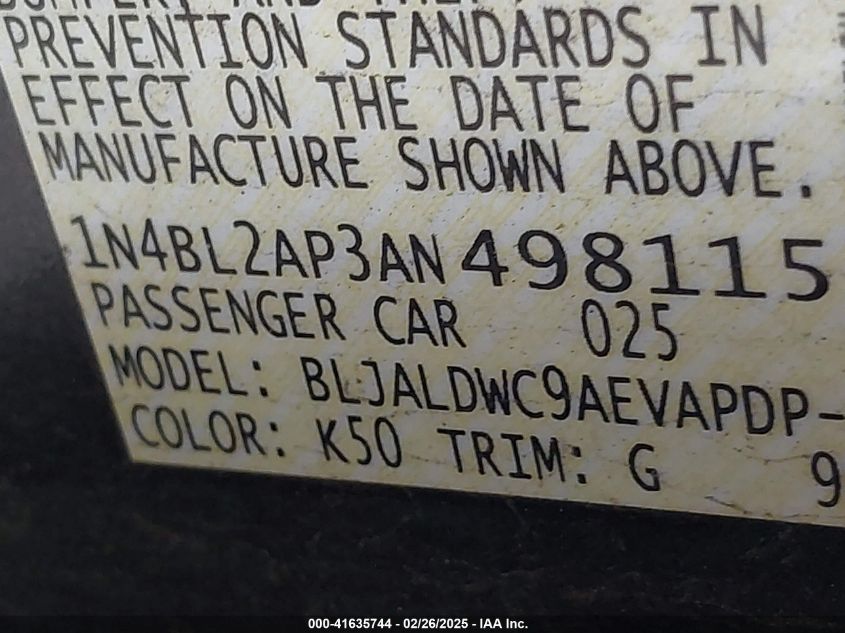 PREVENTION STANDARDS IN
EFFECT ON THE DATE OF
MANUFACTURE SHOWN ABOVE.
1N4BL2AP3AN498115
PASSENGER CAR 025
MODEL: BLJALDWC9AEVAPDP-
COLOR: K50 TRIM: G 9
000-41635744 - 02/26/2025 - IAA Inc.